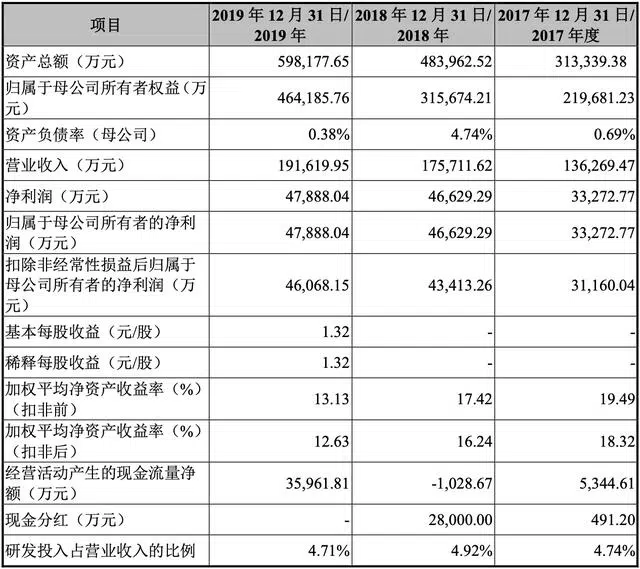 项目
2019 年 12 月 31 日/
2019 年
2018 年 12 月 31 日/
2018 年
2017 年 12 月 31 日/
2017 年度
资产总额（万元）
598,177.65
483,962.52
313,339.38
归属于母公司所有者权益（万
元）
464,185.76
315,674.21
219,681.23
资产负债率（母公司）
0.38%
4.74%
0.69%
营业收入（万元）
191,619.95
175,711.62
136,269.47
净利润（万元）
47,888.04
46,629.29
33,272.77
归属于母公司所有者的净利
润（万元）
47,888.04
46,629.29
33,272.77
扣除非经常性损益后归属于
母公司所有者的净利润（万
元）
46,068.15
43,413.26
31,160.04
基本每股收益（元/股）
1.32
-
-
稀释每股收益（元/股）
1.32
-
-
加权平均净资产收益率（%）
（扣非前）
13.13
17.42
19.49
加权平均净资产收益率（%）
（扣非后）
12.63
16.24
18.32
经营活动产生的现金流量净
额（万元）
35,961.81
-1,028.67
5,344.61
现金分红（万元）
-
28,000.00
491.20
研发投入占营业收入的比例
4.71%
4.92%
4.74%